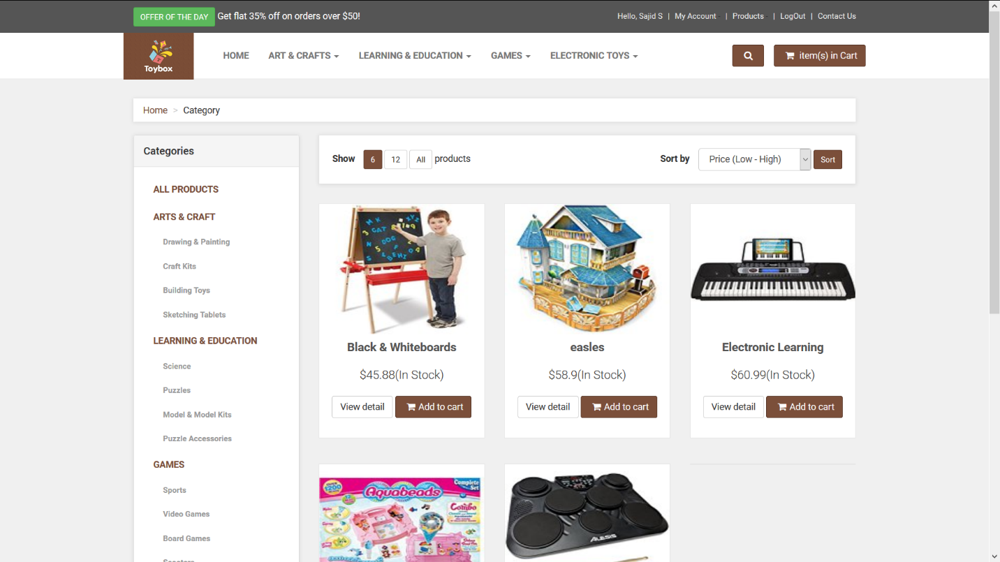 OFFER OF THE DAY Get flat 35% off on orders over $50!
Hello, Sajid S | My Account | Products | LogOut | Contact Us
Toybox
HOME ART & CRAFTS LEARNING & EDUCATION GAMES ELECTRONIC TOYS
item(s) in Cart
Home > Category
Categories
ALL PRODUCTS
ARTS & CRAFT
Drawing & Painting
Craft Kits
Building Toys
Sketching Tablets
LEARNING & EDUCATION
Science
Puzzles
Model & Model Kits
Puzzle Accessories
GAMES
Sports
Video Games
Board Games
Scooters
Show 6 12 All products
Sort by Price (Low - High) Sort
Black & Whiteboards
$45.88(In Stock)
View detail Add to cart
easles
$58.9(In Stock)
View detail Add to cart
Electronic Learning
$60.99(In Stock)
View detail Add to cart
1200
Complete
Set
Aquabeads
Combo
ALESIS